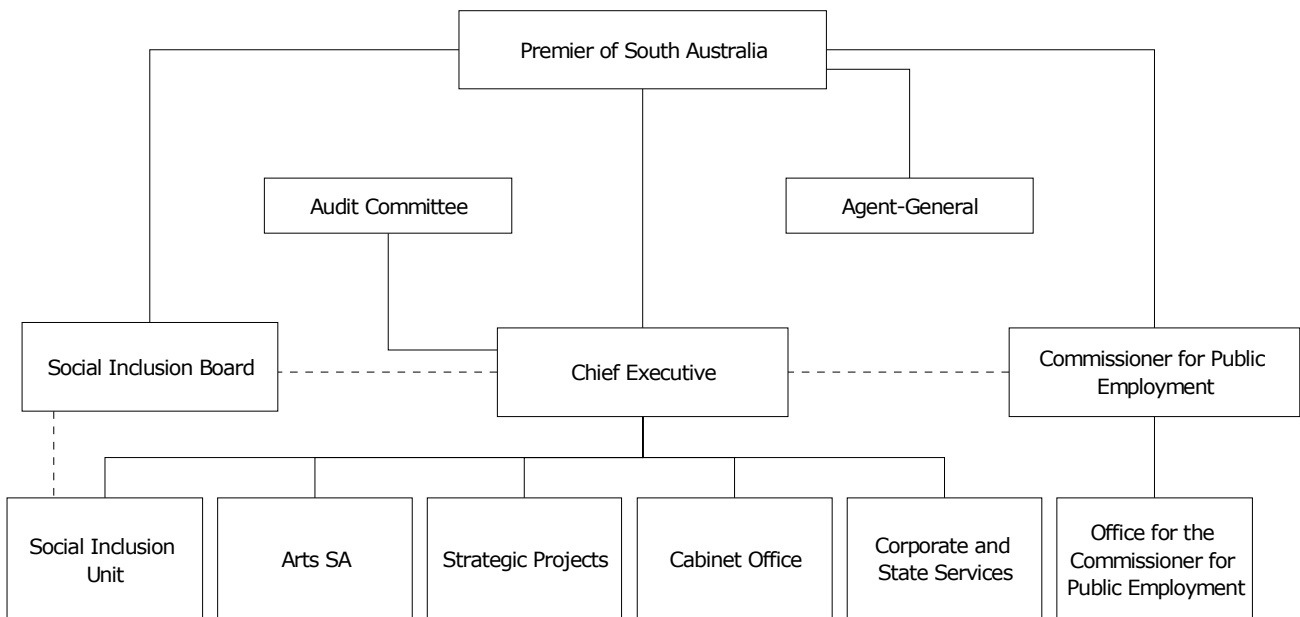 Premier of South Australia
Audit Committee
Agent-General
Social Inclusion Board
Chief Executive
Commissioner for Public
Employment
Social Inclusion
Unit
Arts SA
Strategic Projects
Cabinet Office
Corporate and
State Services
Office for the
Commissioner for
Public Employment